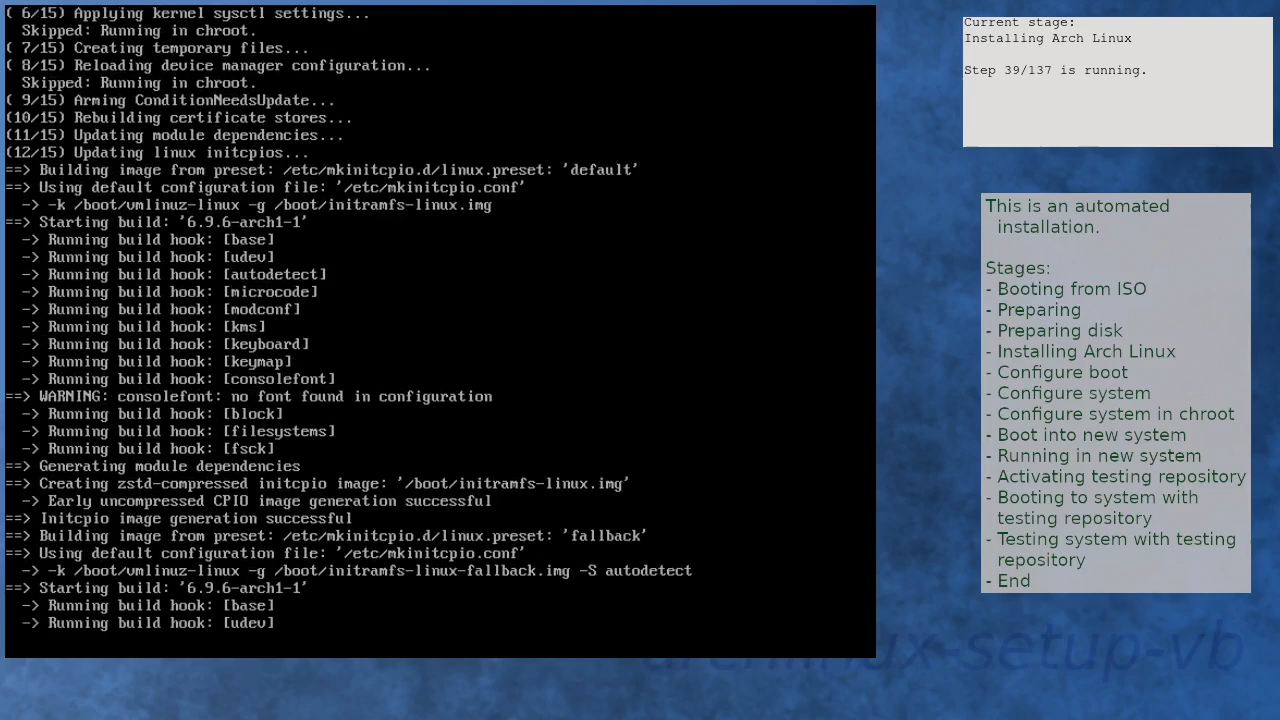 ( 6/15) Applying kernel sysctl settings...
  Skipped: Running in chroot.
( 7/15) Creating temporary files...
( 8/15) Reloading device manager configuration...
  Skipped: Running in chroot.
( 9/15) Arming ConditionNeedsUpdate...
(10/15) Rebuilding certificate stores...
(11/15) Updating module dependencies...
(12/15) Updating linux initcpios...
==> Building image from preset: /etc/mkinitcpio.d/linux.preset: 'default'
==> Using default configuration file: '/etc/mkinitcpio.conf'
  -> -k /boot/vmlinuz-linux -g /boot/initramfs-linux.img
==> Starting build: '6.9.6-arch1-1'
  -> Running build hook: [base]
  -> Running build hook: [udev]
  -> Running build hook: [autodetect]
  -> Running build hook: [microcode]
  -> Running build hook: [modconf]
  -> Running build hook: [kms]
  -> Running build hook: [keyboard]
  -> Running build hook: [keymap]
  -> Running build hook: [consolefont]
==> WARNING: consolefont: no font found in configuration
  -> Running build hook: [block]
  -> Running build hook: [filesystems]
  -> Running build hook: [fsck]
==> Generating module dependencies
==> Creating zstd-compressed initcpio image: '/boot/initramfs-linux.img'
  -> Early uncompressed CPIO image generation successful
==> Initcpio image generation successful
==> Building image from preset: /etc/mkinitcpio.d/linux.preset: 'fallback'
==> Using default configuration file: '/etc/mkinitcpio.conf'
  -> -k /boot/vmlinuz-linux -g /boot/initramfs-linux-fallback.img -S autodetect
==> Starting build: '6.9.6-arch1-1'
  -> Running build hook: [base]
  -> Running build hook: [udev]
Current stage:
Installing Arch Linux
Step 39/137 is running.
This is an automated
installation.
Stages:
- Booting from ISO
- Preparing
- Preparing disk
- Installing Arch Linux
- Configure boot
- Configure system
- Configure system in chroot
- Boot into new system
- Running in new system
- Activating testing repository
- Booting to system with
testing repository
- Testing system with testing
repository
- End
archlinux-setup-vb